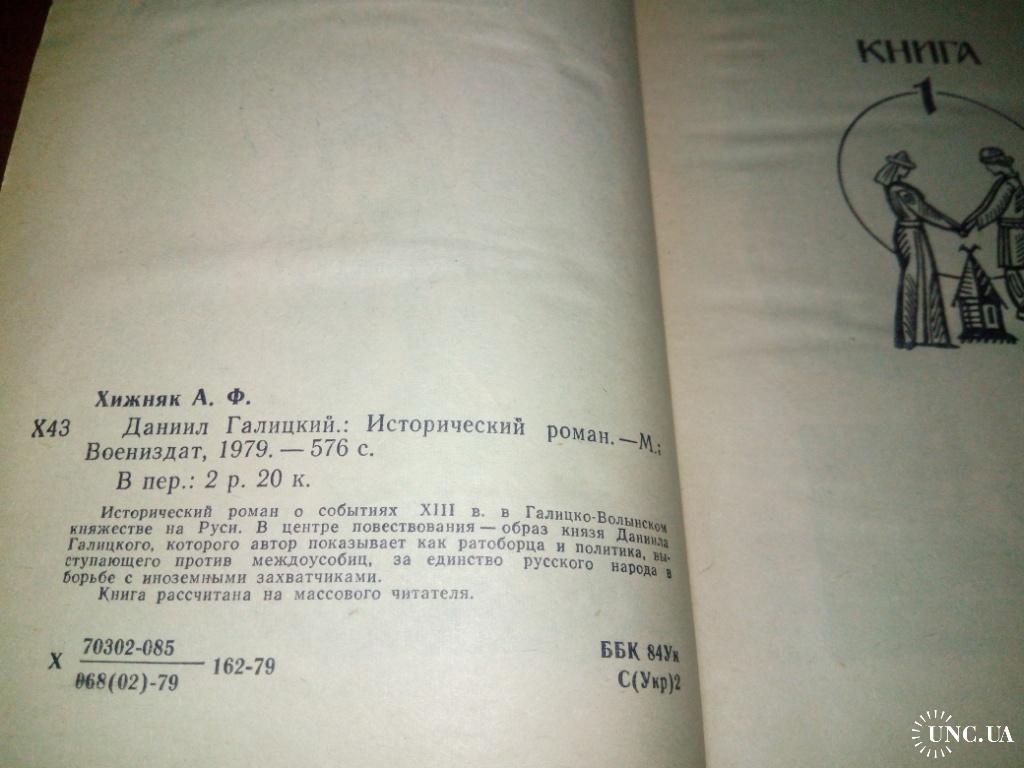 Хижняк А. Ф.
Х43 Даниил Галицкий.: Исторический роман.—М.:
Воениздат, 1979.—576 с.
В пер.: 2 р. 20 к.
Исторический роман о событиях XIII в. в Галицко-Волынском
княжестве на Руси. В центре повествования — образ князя Даниила
Галицкого, которого автор показывает как ратоборца и политика, вы-
ступающего против междоусобиц, за единство русского народа в
борьбе с иноземными захватчиками.
Книга рассчитана на массового читателя.
Х 70302-085
068(02)-79
162-79
ББК 84Ук
С(Укр)2
КНИГА
1
UNC.UA